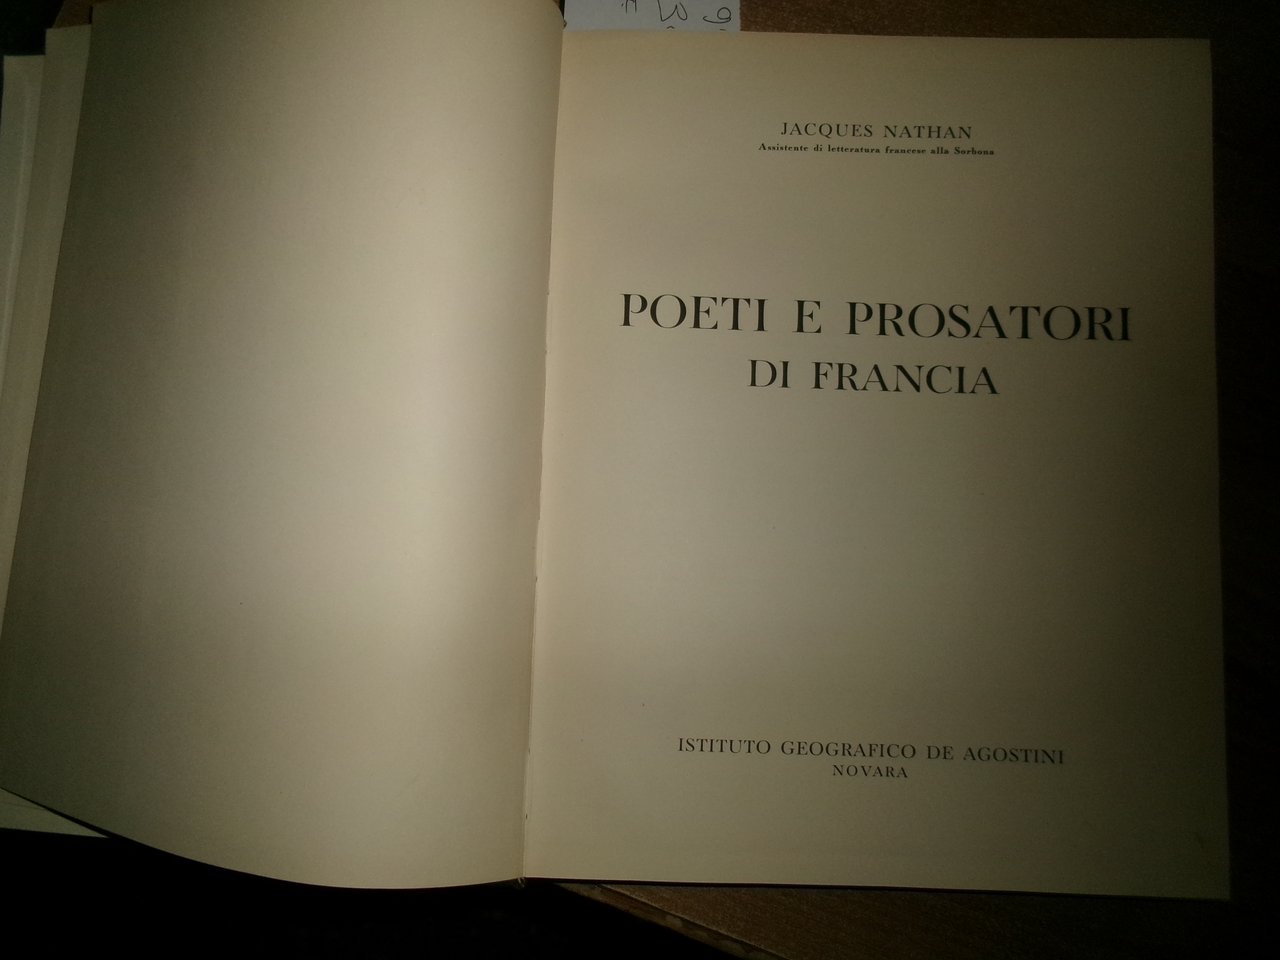 JACQUES NATHAN
Assistente di letteratura francese alla Sorbona
POETI E PROSATORI
DI FRANCIA
ISTITUTO GEOGRAFICO DE AGOSTINI
NOVARA